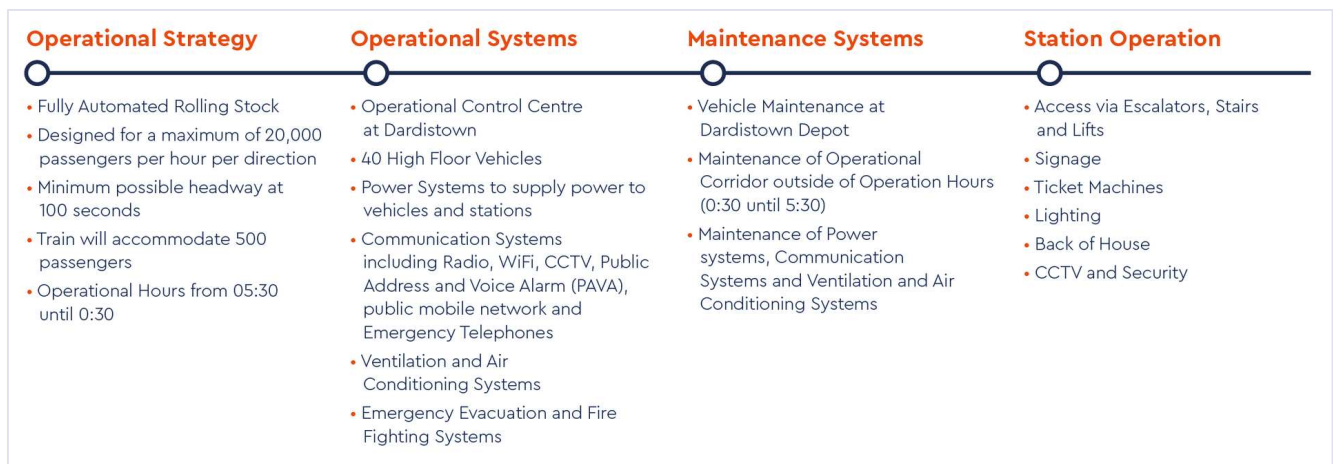 Operational Strategy
• Fully Automated Rolling Stock
• Designed for a maximum of 20,000
passengers per hour per direction
• Minimum possible headway at
100 seconds
• Train will accommodate 500
passengers
• Operational Hours from 05:30
until 0:30
Operational Systems
• Operational Control Centre
at Dardistown
• 40 High Floor Vehicles
• Power Systems to supply power to
vehicles and stations
• Communication Systems
including Radio, WiFi, CCTV, Public
Address and Voice Alarm (PAVA),
public mobile network and
Emergency Telephones
• Ventilation and Air
Conditioning Systems
• Emergency Evacuation and Fire
Fighting Systems
Maintenance Systems
• Vehicle Maintenance at
Dardistown Depot
• Maintenance of Operational
Corridor outside of Operation Hours
(0:30 until 5:30)
• Maintenance of Power
systems, Communication
Systems and Ventilation and Air
Conditioning Systems
Station Operation
• Access via Escalators, Stairs
and Lifts
• Signage
• Ticket Machines
• Lighting
• Back of House
• CCTV and Security